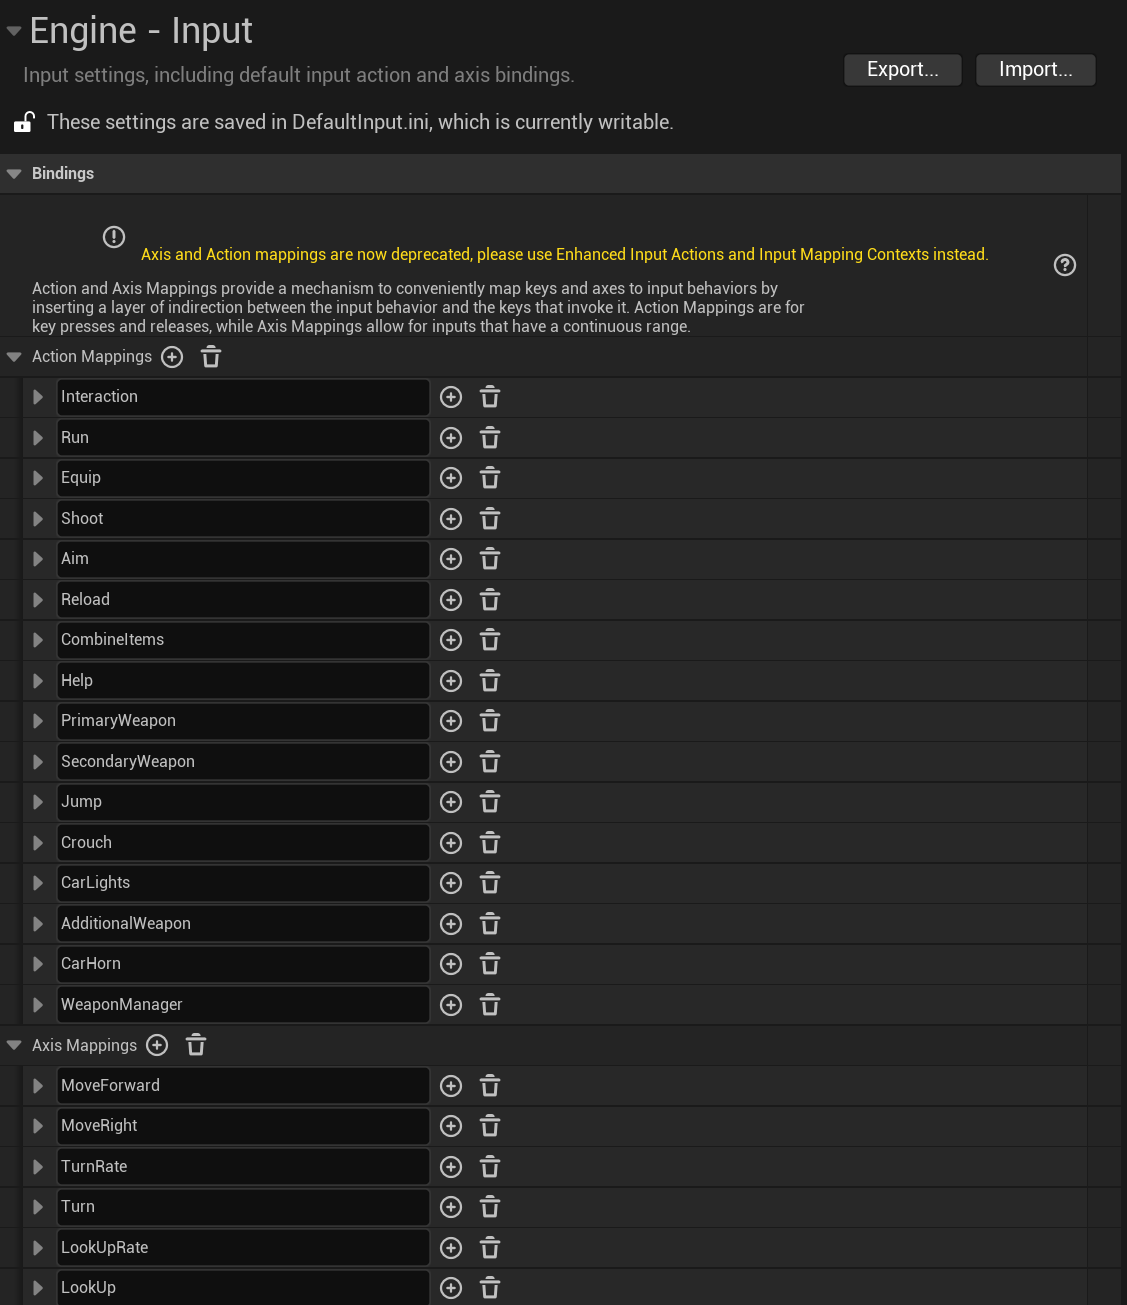 Engine - Input
Input settings, including default input action and axis bindings.
Export...
Import...
These settings are saved in DefaultInput.ini, which is currently writable.
Bindings
Axis and Action mappings are now deprecated, please use Enhanced Input Actions and Input Mapping Contexts instead.
Action and Axis Mappings provide a mechanism to conveniently map keys and axes to input behaviors by
inserting a layer of indirection between the input behavior and the keys that invoke it. Action Mappings are for
key presses and releases, while Axis Mappings allow for inputs that have a continuous range.
Action Mappings
Interaction
Run
Equip
Shoot
Aim
Reload
CombineItems
Help
PrimaryWeapon
SecondaryWeapon
Jump
Crouch
CarLights
AdditionalWeapon
CarHorn
WeaponManager
Axis Mappings
MoveForward
MoveRight
TurnRate
Turn
LookUpRate
LookUp